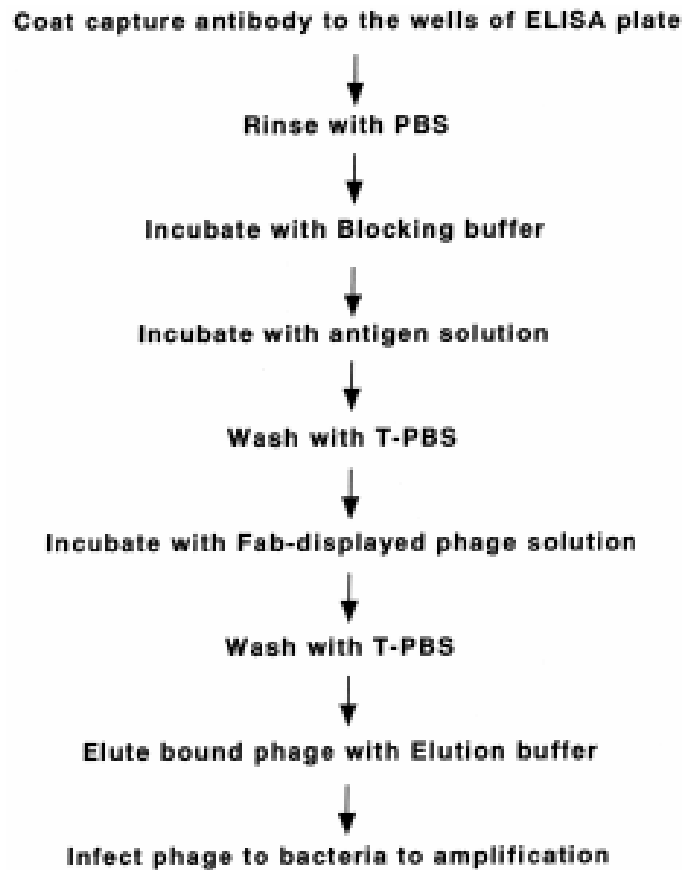 Coat capture antibody to the wells of ELISA plate
Rinse with PBS
Incubate with Blocking buffer
Incubate with antigen solution
Wash with T-PBS
Incubate with Fab-displayed phage solution
Wash with T-PBS
Elute bound phage with Elution buffer
Infect phage to bacteria to amplification